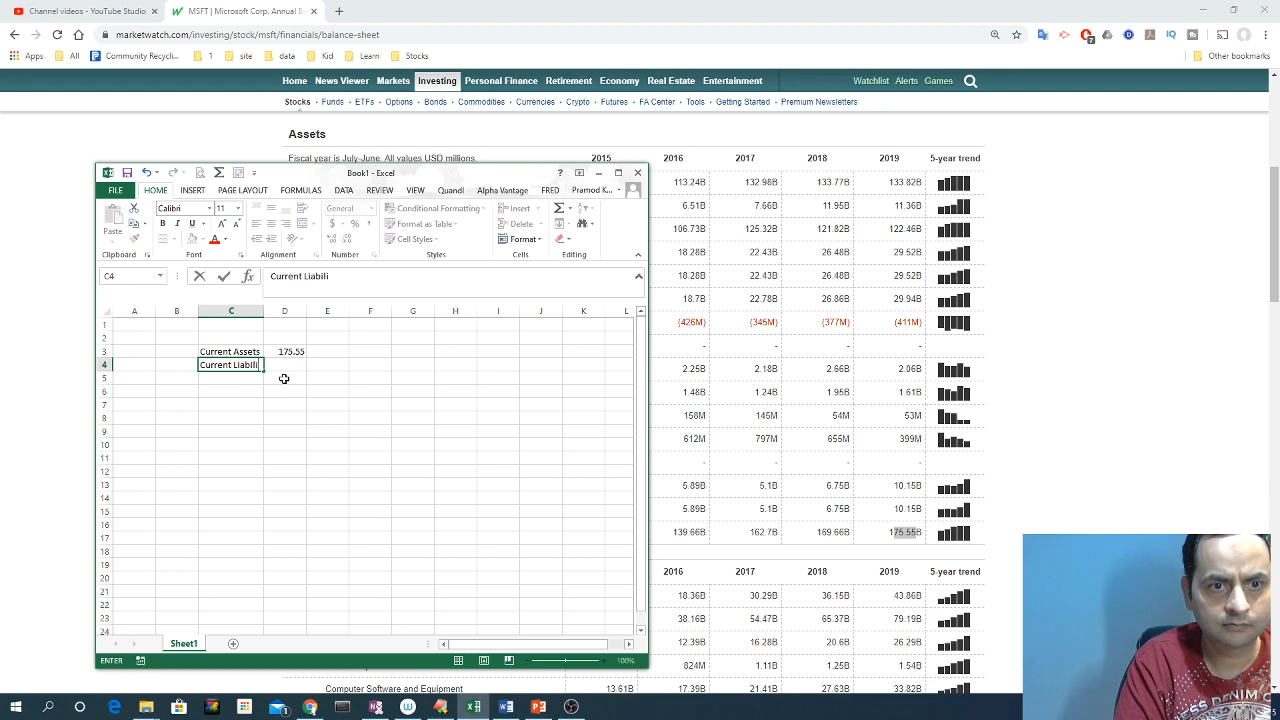 Channel videos - YouTube Studio
MSFT | Microsoft Corp. Annual Ba
marketwatch.com/investing/stock/msft/financials/balance-sheet
Apps All Community Recycli... 1 site data Kid Learn Stocks Other bookmarks
Home News Viewer Markets Investing Personal Finance Retirement Economy Real Estate Entertainment Watchlist Alerts Games
Stocks • Funds • ETFs • Options • Bonds • Commodities • Currencies • Crypto • Futures • FA Center • Tools • Getting Started • Premium Newsletters
Assets
Fiscal year is July-June. All values USD millions. 2015 2016 2017 2018 2019 5-year trend
113.24B 132.98B 133.77B 133.82B
6.51B 7.66B 11.95B 11.36B
106.73B 125.32B 121.82B 122.46B
18.28B 22.43B 26.48B 29.52B
18.28B 22.43B 26.48B 29.52B
18.7B 22.78B 26.86B 29.94B
(426M) (345M) (377M) (411M)
- - - -
2.25B 2.18B 2.66B 2.06B
1.48B 1.24B 1.95B 1.61B
158M 145M 54M 53M
612M 797M 655M 399M
- - - -
5.89B 5.1B 6.75B 10.15B
5.89B 5.1B 6.75B 10.15B
139.66B 162.7B 169.66B 175.55B
2016 2017 2018 2019 5-year trend
18.36B 30.29B 36.15B 43.86B
38.16B 54.47B 65.37B 79.19B
12.39B 16.28B 20.6B 26.29B
824M 1.11B 1.25B 1.54B
Computer Software and Equipment 13.61B 17.39B 21.41B 27.63B 33.82B
Book1 - Excel
FILE HOME INSERT PAGE LAYOUT FORMULAS DATA REVIEW VIEW Quandl Alpha Vantage FRED Pramod K...
Calibri 11 General Conditional Formatting Insert
Paste B I U $ % , Format as Table Delete
Cell Styles Format
Clipboard Font Alignment Number Styles Cells Editing
C4 fx Current Liabili
A B C D E F G H I J K L
1
2
3 Current Assets 175.55
4 Current Liabili
5
6
7
8
9
10
11
12
13
14
15
16
17
18
19
20
21
22
23
24
Sheet1
ENTER 100%